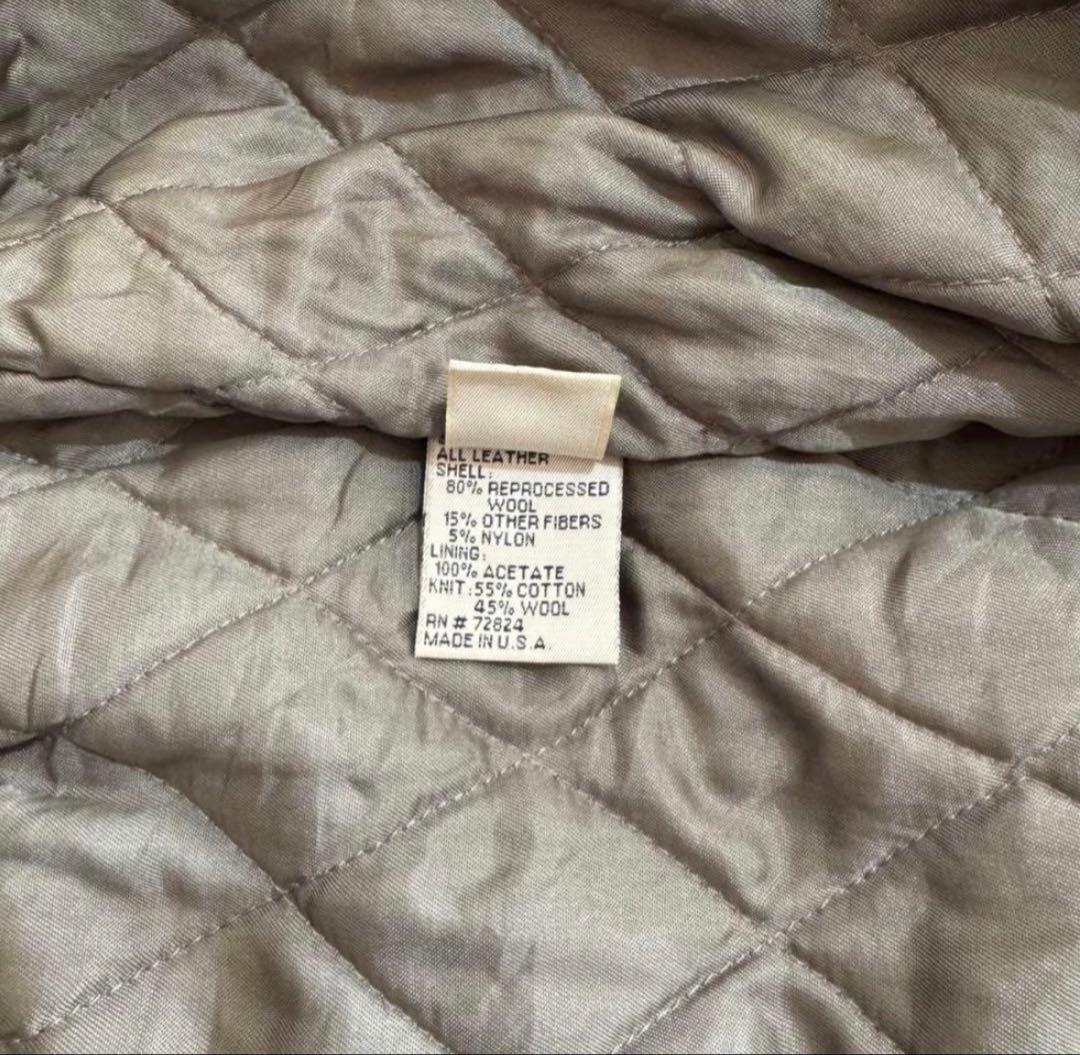 ALL LEATHER
SHELL:
80% REPROCESSED
WOOL
15% OTHER FIBERS
5% NYLON
LINING:
100% ACETATE
KNIT: 55% COTTON
45% WOOL
RN # 72824
MADE IN U.S.A.